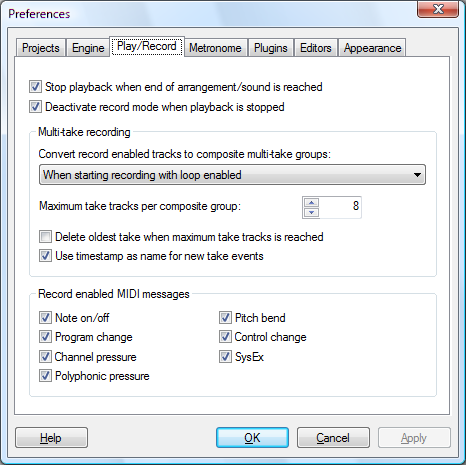 Preferences
Projects Engine Play/Record Metronome Plugins Editors Appearance
Stop playback when end of arrangement/sound is reached
Deactivate record mode when playback is stopped
Multi-take recording
Convert record enabled tracks to composite multi-take groups:
When starting recording with loop enabled
Maximum take tracks per composite group: 8
Delete oldest take when maximum take tracks is reached
Use timestamp as name for new take events
Record enabled MIDI messages
Note on/off Pitch bend
Program change Control change
Channel pressure SysEx
Polyphonic pressure
Help OK Cancel Apply